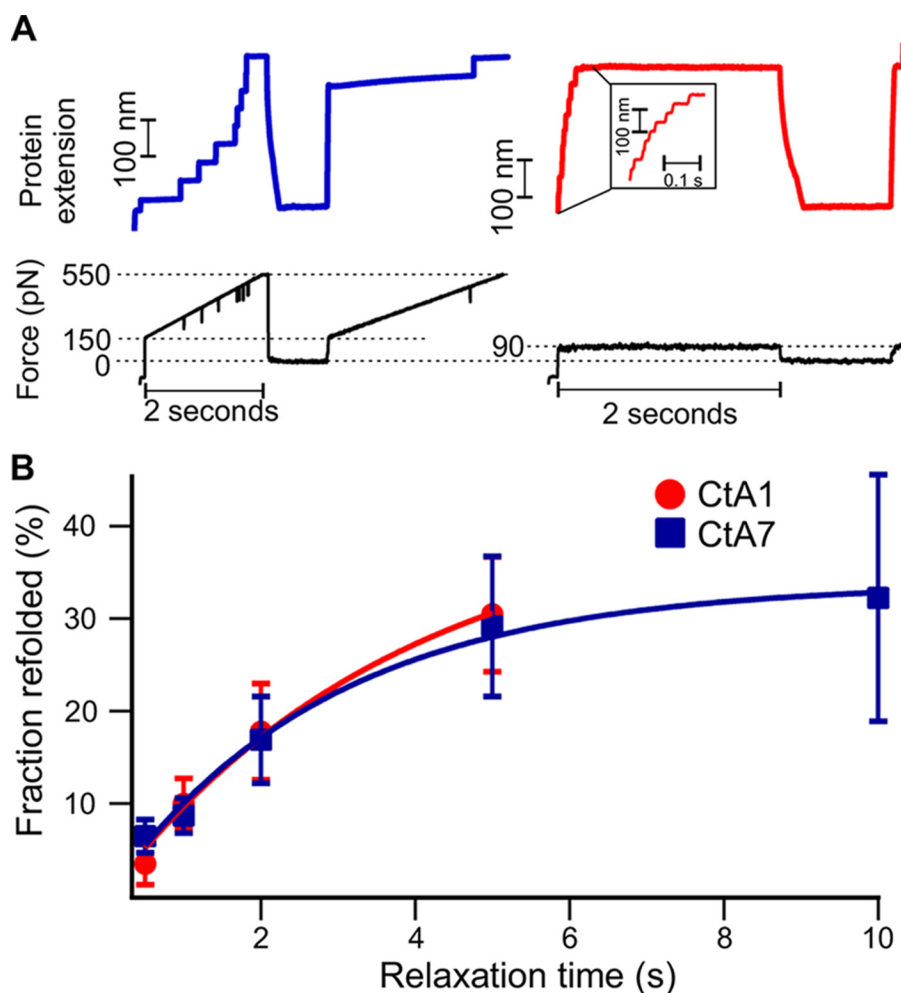 A
Protein
extension
100 nm
100 nm
100 nm
0.1 s
Force (pN)
550
150
0
90
2 seconds
2 seconds
B
Fraction refolded (%)
40
30
20
10
CtA1
CtA7
2
4
6
8
10
Relaxation time (s)